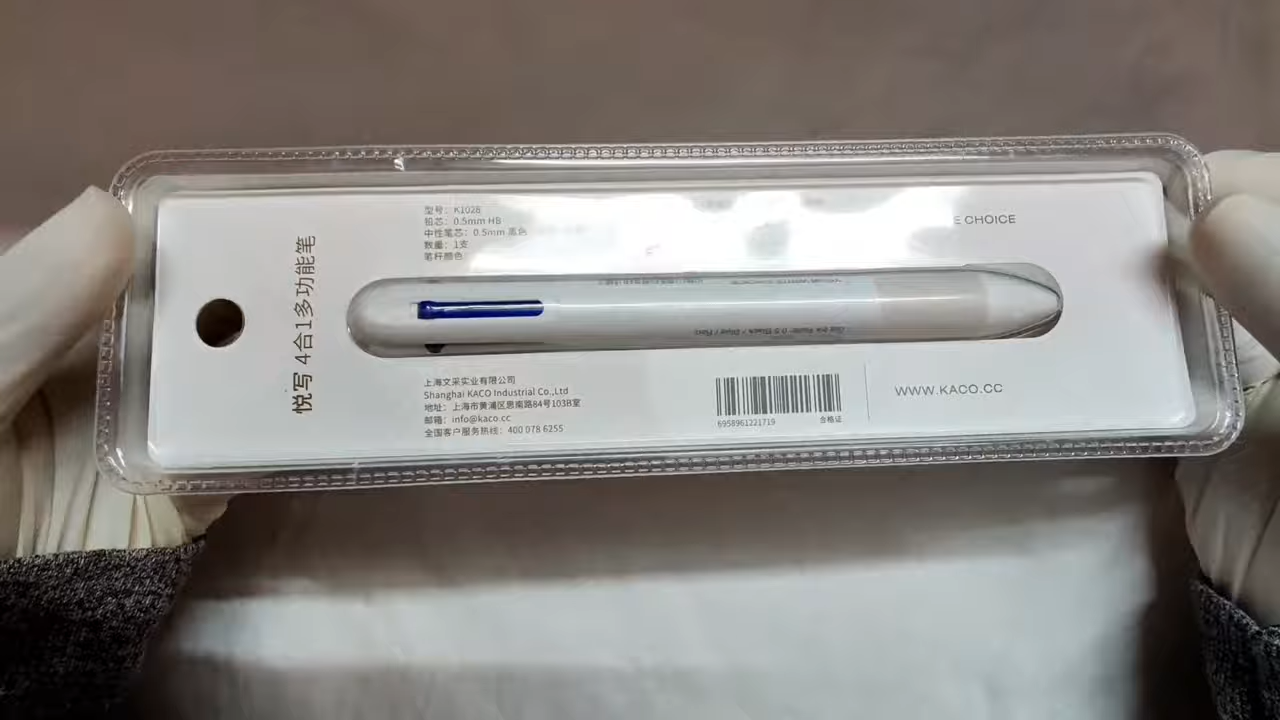 悦写 4合1多功能笔
型号：K1028
铅芯：0.5mm HB
中性笔芯：0.5mm 黑色
数量：1支
笔杆颜色
E CHOICE
上海文采实业有限公司
Shanghai KACO Industrial Co.,Ltd
地址：上海市黄浦区思南路84号103B室
邮箱：info@kaco.cc
全国客户服务热线：400 078 6255
6958961221719
合格证
WWW.KACO.CC